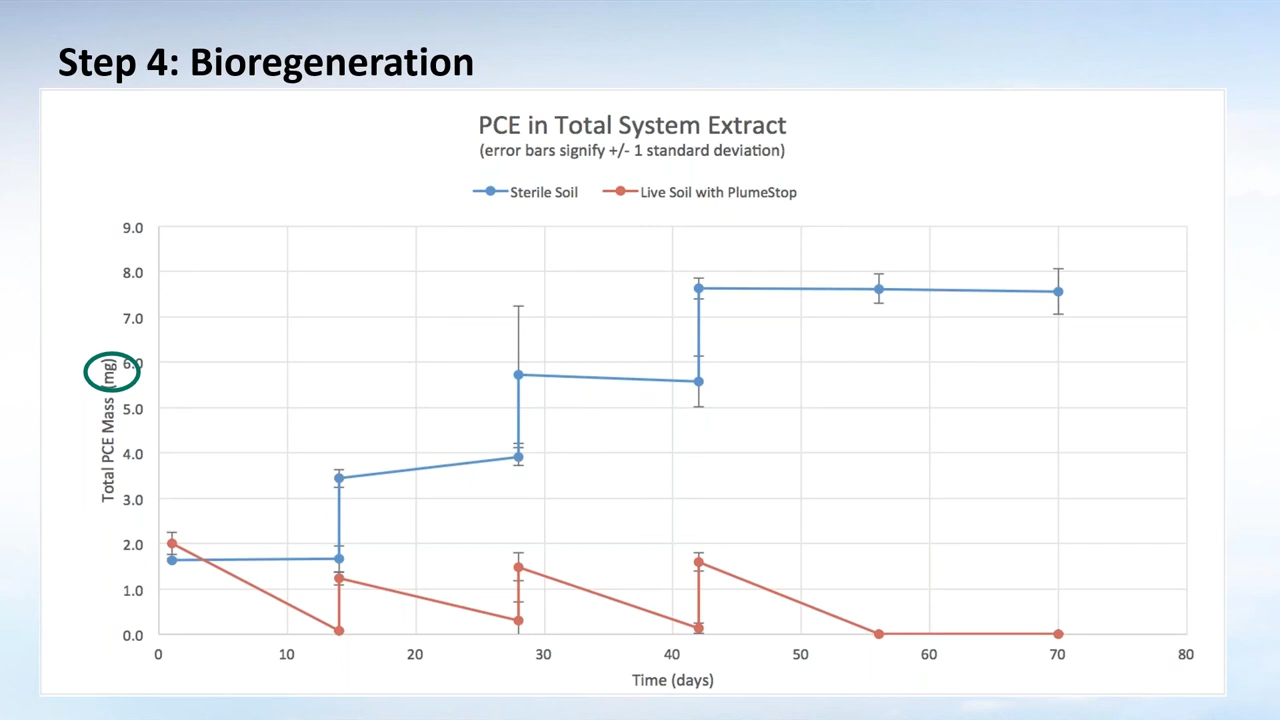 Step 4: Bioregeneration
PCE in Total System Extract
(error bars signify +/- 1 standard deviation)
Sterile Soil
Live Soil with PlumeStop
9.0
8.0
7.0
6.0
5.0
4.0
3.0
2.0
1.0
0.0
Total PCE Mass (mg)
0 10 20 30 40 50 60 70 80
Time (days)